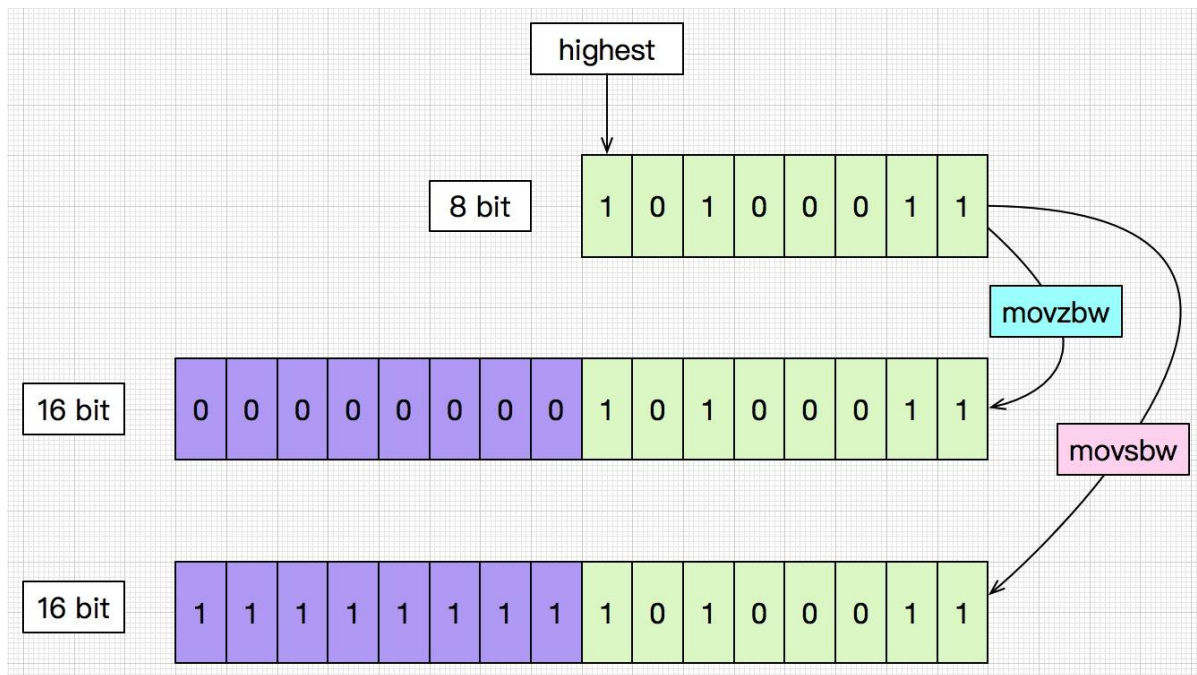 highest
8 bit
1 0 1 0 0 0 1 1
movzbw
16 bit
0 0 0 0 0 0 0 0 1 0 1 0 0 0 1 1
movsbw
16 bit
1 1 1 1 1 1 1 1 1 0 1 0 0 0 1 1